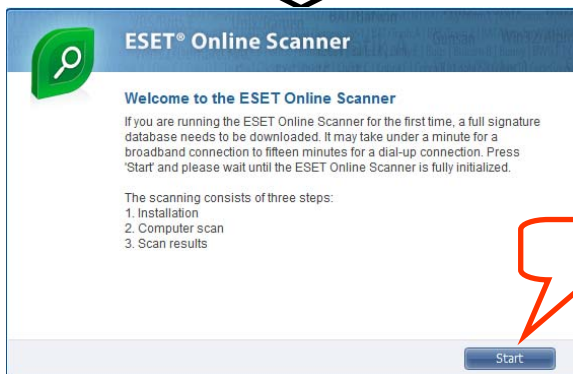 ESET® Online Scanner
Welcome to the ESET Online Scanner
If you are running the ESET Online Scanner for the first time, a full signature
database needs to be downloaded. It may take under a minute for a
broadband connection to fifteen minutes for a dial-up connection. Press
'Start' and please wait until the ESET Online Scanner is fully initialized.
The scanning consists of three steps:
1. Installation
2. Computer scan
3. Scan results
Start